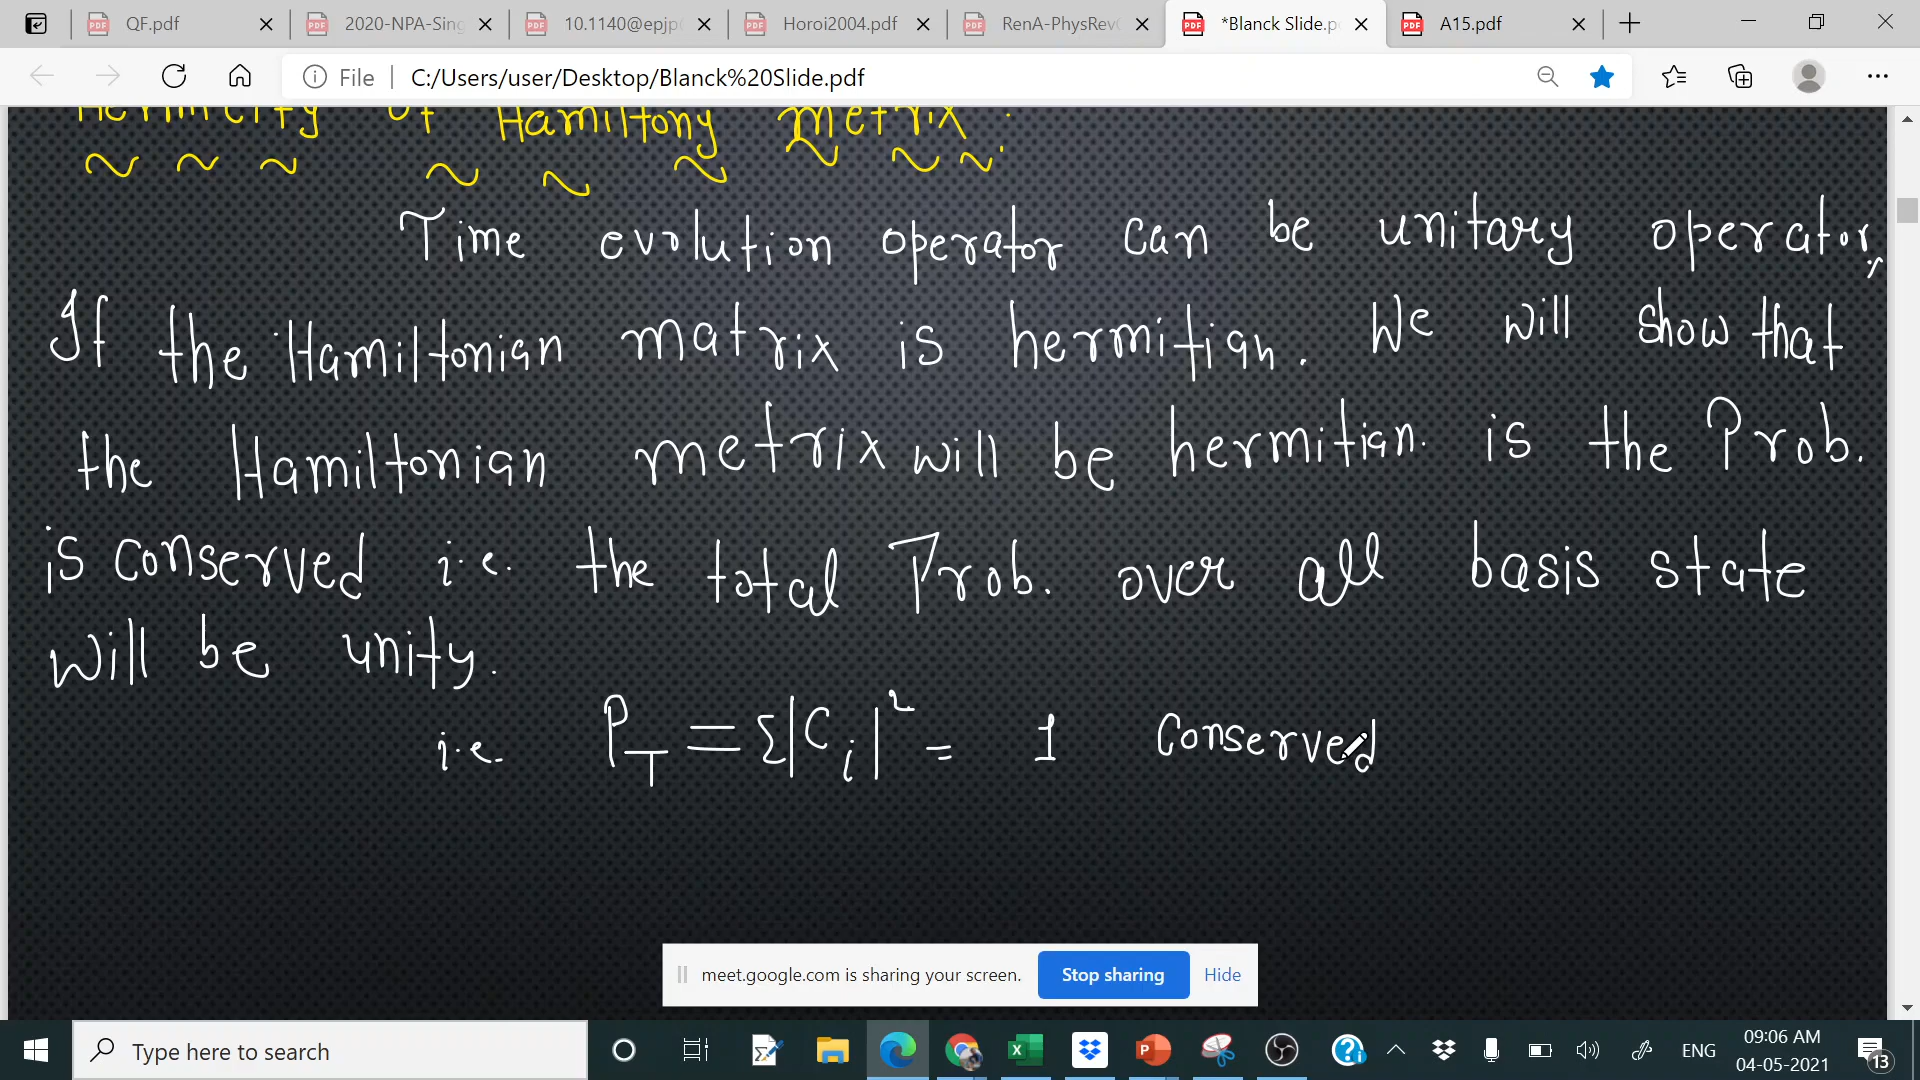 QF.pdf
2020-NPA-Sing
10.1140@epjp
Horoi2004.pdf
RenA-PhysRevC
*Blanck Slide.p
A15.pdf
File
C:/Users/user/Desktop/Blanck%20Slide.pdf
Hermicity of Hamiltony metrix:
Time evolution operator can be unitary operator,
If the Hamiltonian matrix is hermitian. We will show that
the Hamiltonian metrix will be hermitian. is the Prob.
is conserved i.e. the total Prob. over all basis state
will be unity.
i.e. P_T = Σ|C_i|² = 1 Conserved
meet.google.com is sharing your screen.
Stop sharing
Hide
Type here to search
ENG
09:06 AM
04-05-2021
13